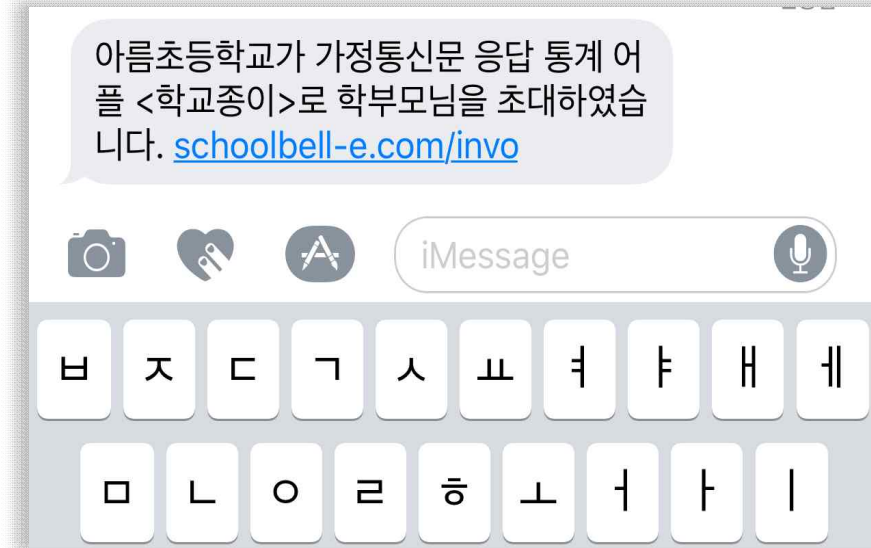 아름초등학교가 가정통신문 응답 통계 어
플 <학교종이>로 학부모님을 초대하였습
니다. schoolbell-e.com/invo
iMessage
ㅂ ㅈ ㄷ ㄱ ㅅ ㅛ ㅕ ㅑ ㅐ ㅔ
ㅁ ㄴ ㅇ ㄹ ㅎ ㅗ ㅓ ㅏ ㅣ